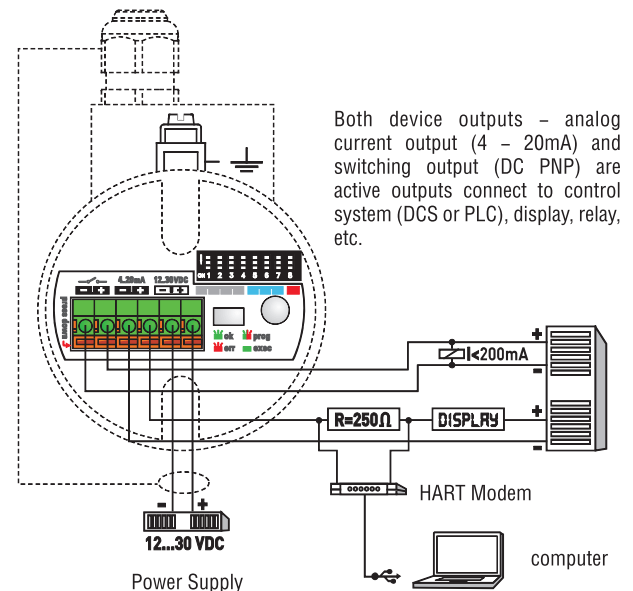 Both device outputs – analog
current output (4 – 20mA) and
switching output (DC PNP) are
active outputs connect to control
system (DCS or PLC), display, relay,
etc.
ON 1 2 3 4 5 6 7 8
4..20mA 12..30VDC
- + - + - +
press down
ok prog
err exec
+
I<200mA
-
R=250Ω DISPLAY +
-
HART Modem
- +
12...30 VDC
computer
Power Supply